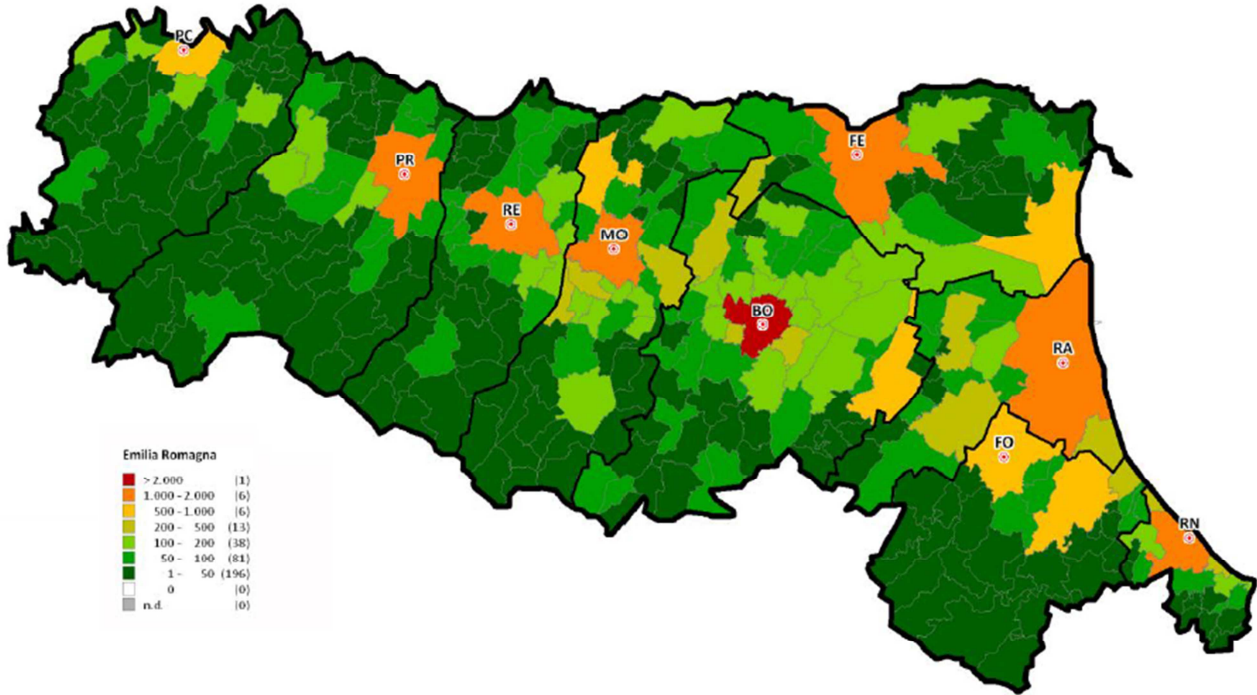 PC
FE
PR
RE
MO
BO
RA
FO
RN
Emilia Romagna
> 2.000 (1)
1.000 - 2.000 (6)
500 - 1.000 (6)
200 - 500 (13)
100 - 200 (38)
50 - 100 (81)
1 - 50 (196)
0 (0)
n.d. (0)